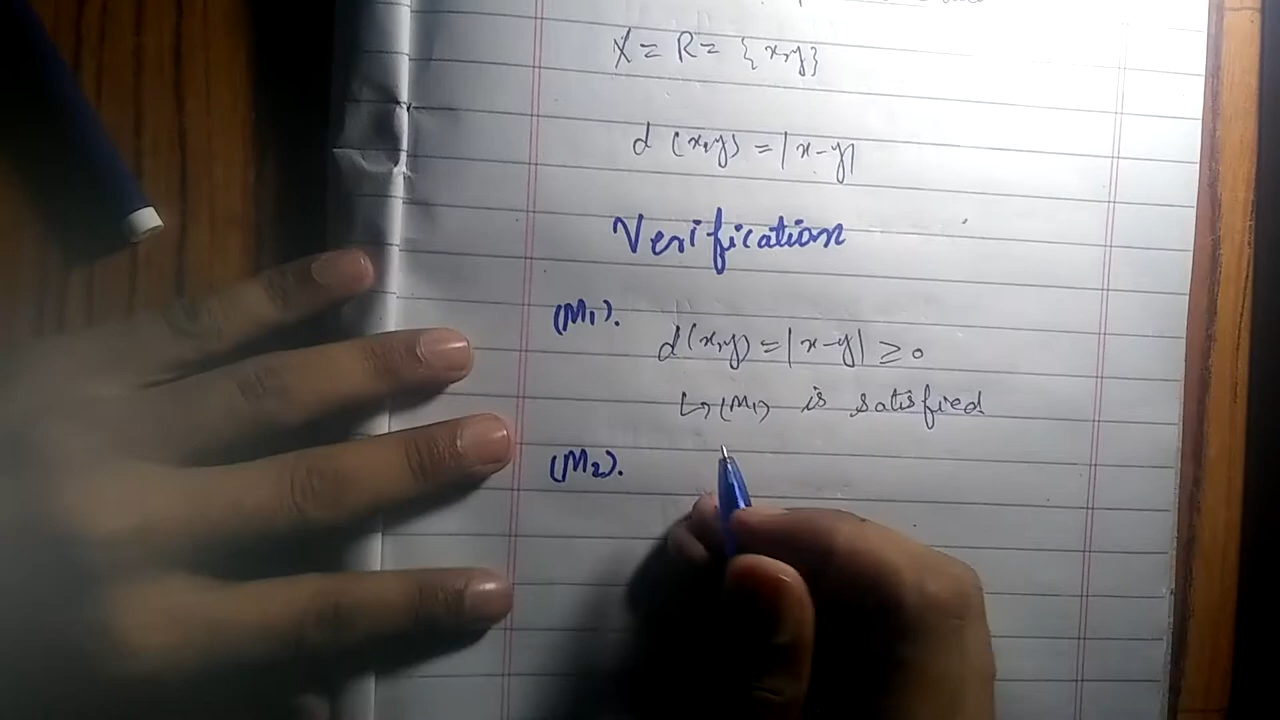 X = R = {x,y}
d (x,y) = |x-y|
Verification
(M₁). d(x,y) = |x-y| ≥ 0
↳ (M₁) is satisfied
(M₂).